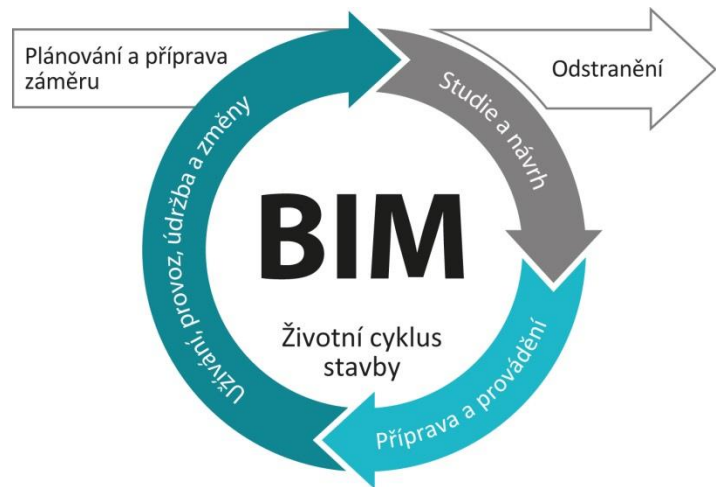 Plánování a příprava
záměru
Odstranění
Studie a návrh
Užívání, provoz, údržba a změny
BIM
Životní cyklus
stavby
Příprava a provádění